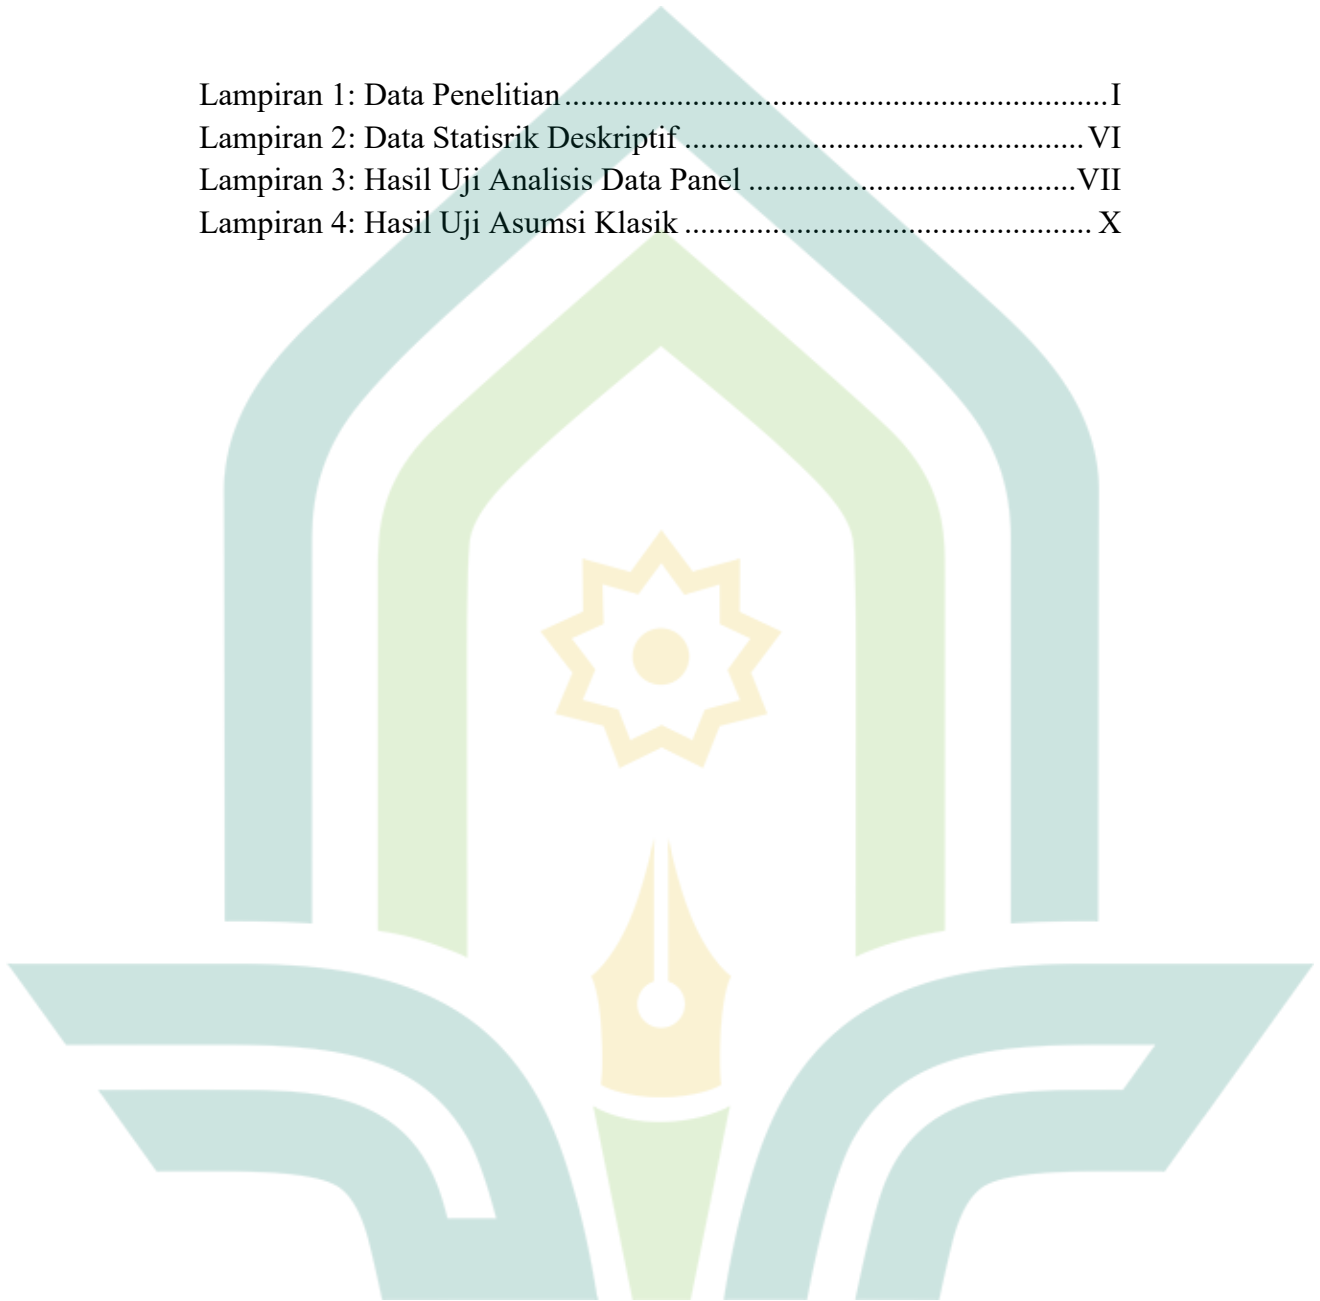 Lampiran 1: Data Penelitian....................................................................I
Lampiran 2: Data Statisrik Deskriptif..................................................VI
Lampiran 3: Hasil Uji Analisis Data Panel.........................................VII
Lampiran 4: Hasil Uji Asumsi Klasik...................................................X